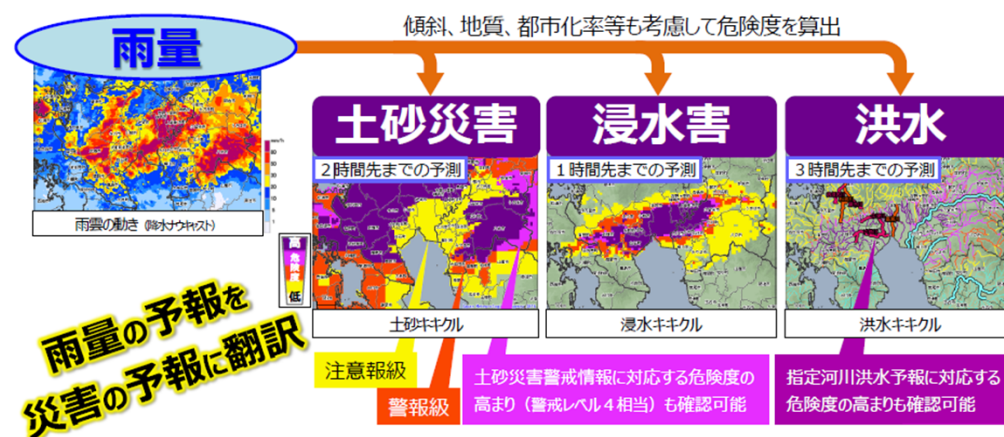 雨量
傾斜、地質、都市化率等も考慮して危険度を算出
雨雲の動き(降水ナウキャスト)
高
危険度
低
土砂災害
2時間先までの予測
土砂キキクル
浸水害
1時間先までの予測
浸水キキクル
洪水
3時間先までの予測
洪水キキクル
雨量の予報を
災害の予報に翻訳
注意報級
警報級
土砂災害警戒情報に対応する危険度の
高まり(警戒レベル4相当)も確認可能
指定河川洪水予報に対応する
危険度の高まりも確認可能